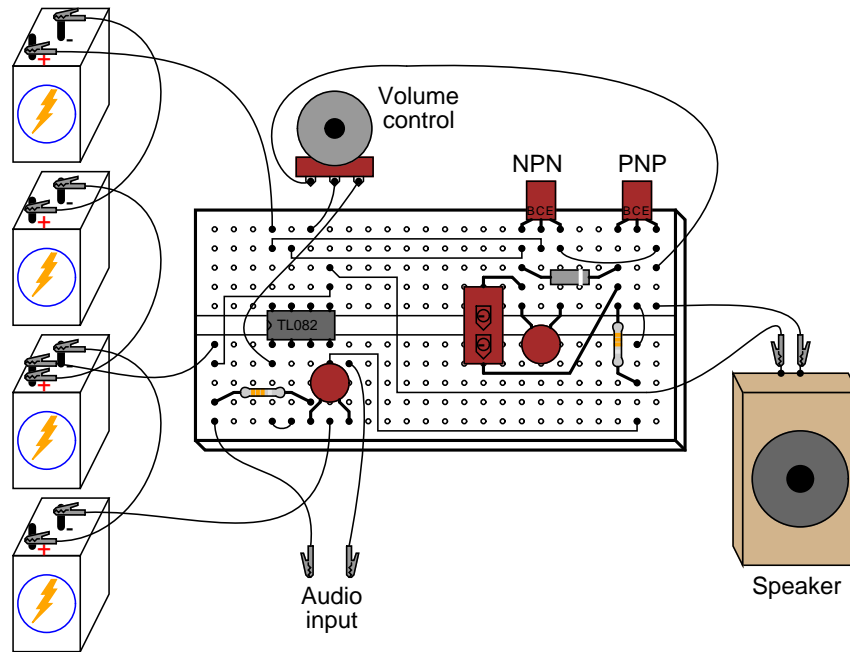 -
+
Volume
control
NPN
PNP
BCE
BCE
-
+
TL082
-
+
-
+
Audio
input
Speaker